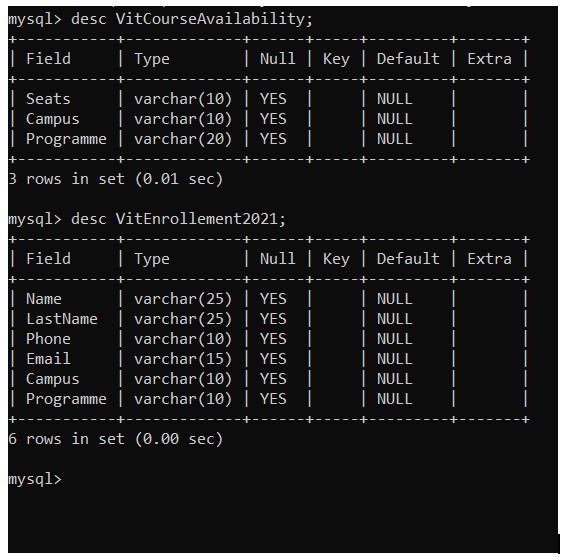 mysql> desc VitCourseAvailability;
+-----------+-------------+------+-----+---------+-------+
| Field     | Type        | Null | Key | Default | Extra |
+-----------+-------------+------+-----+---------+-------+
| Seats     | varchar(10) | YES  |     | NULL    |       |
| Campus    | varchar(10) | YES  |     | NULL    |       |
| Programme | varchar(20) | YES  |     | NULL    |       |
+-----------+-------------+------+-----+---------+-------+
3 rows in set (0.01 sec)
mysql> desc VitEnrollement2021;
+-----------+-------------+------+-----+---------+-------+
| Field     | Type        | Null | Key | Default | Extra |
+-----------+-------------+------+-----+---------+-------+
| Name      | varchar(25) | YES  |     | NULL    |       |
| LastName  | varchar(25) | YES  |     | NULL    |       |
| Phone     | varchar(10) | YES  |     | NULL    |       |
| Email     | varchar(15) | YES  |     | NULL    |       |
| Campus    | varchar(10) | YES  |     | NULL    |       |
| Programme | varchar(10) | YES  |     | NULL    |       |
+-----------+-------------+------+-----+---------+-------+
6 rows in set (0.00 sec)
mysql>